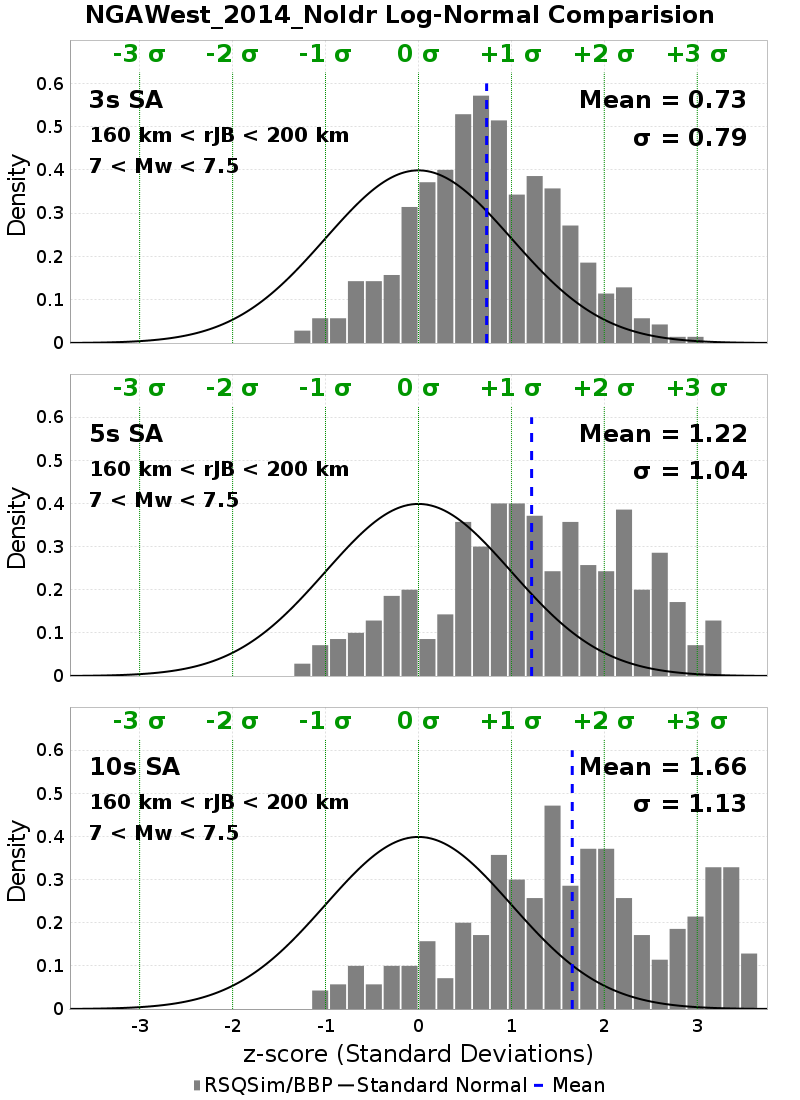 NGAWest_2014_NoIdr Log-Normal Comparision
-3 σ -2 σ -1 σ 0 σ +1 σ +2 σ +3 σ
0.6
3s SA
Mean = 0.73
0.5
160 km < rJB < 200 km
σ = 0.79
7 < Mw < 7.5
0.4
Density
0.3
0.2
0.1
0
-3 σ -2 σ -1 σ 0 σ +1 σ +2 σ +3 σ
0.6
5s SA
Mean = 1.22
0.5
160 km < rJB < 200 km
σ = 1.04
7 < Mw < 7.5
0.4
Density
0.3
0.2
0.1
0
-3 σ -2 σ -1 σ 0 σ +1 σ +2 σ +3 σ
0.6
10s SA
Mean = 1.66
0.5
160 km < rJB < 200 km
σ = 1.13
7 < Mw < 7.5
0.4
Density
0.3
0.2
0.1
0
-3 -2 -1 0 1 2 3
z-score (Standard Deviations)
RSQSim/BBP Standard Normal Mean